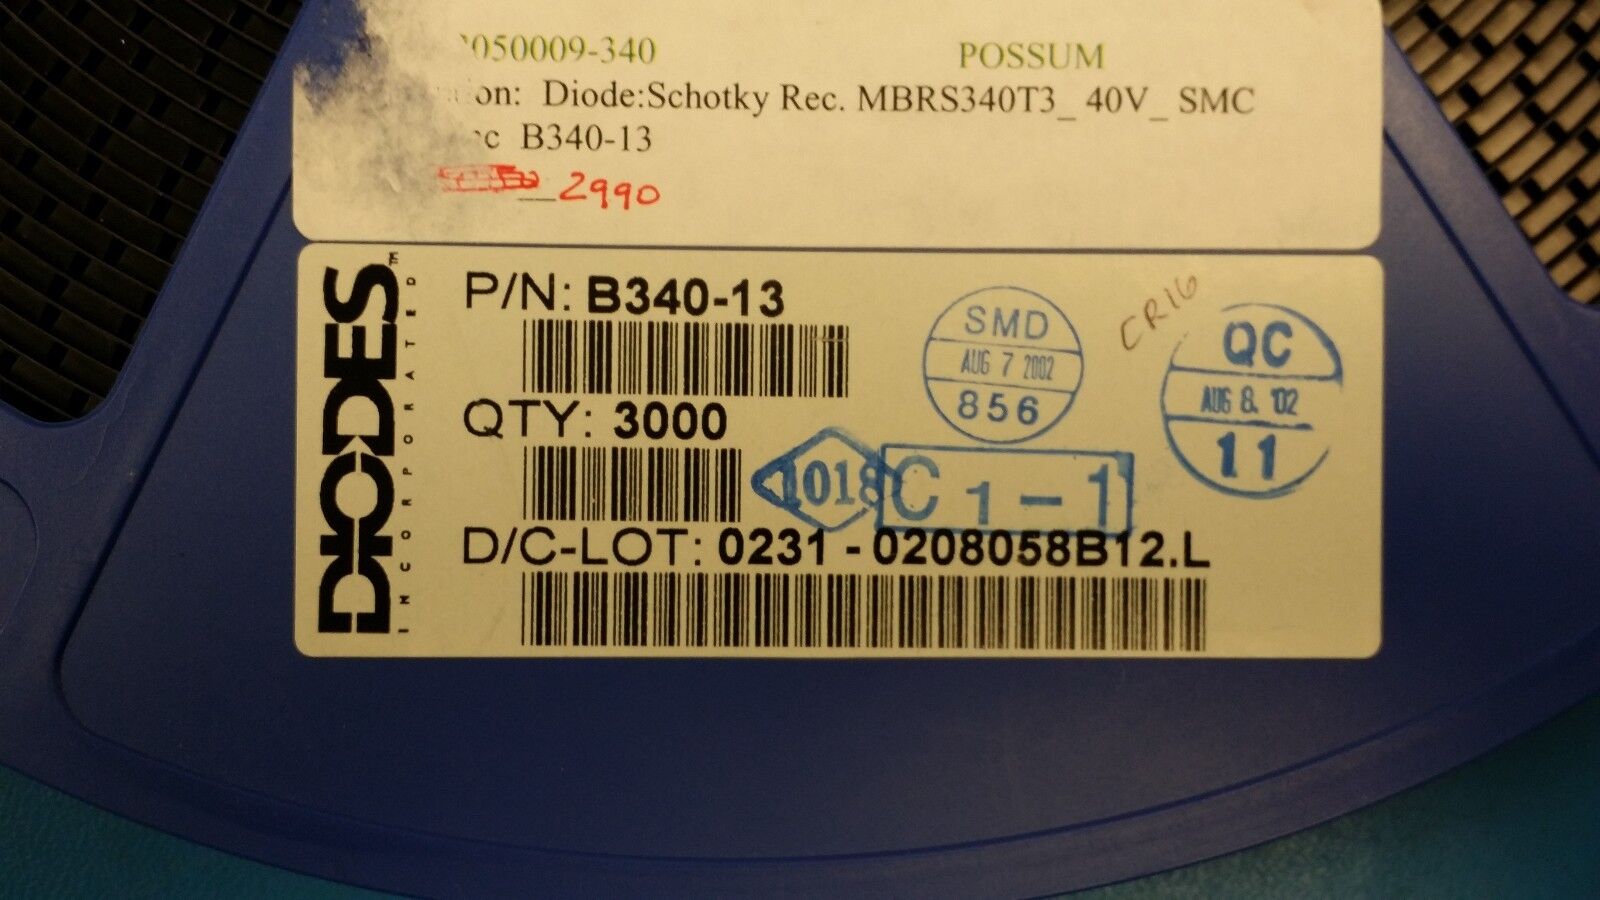 050009-340 POSSUM
on: Diode:Schotky Rec. MBRS340T3_ 40V_ SMC
c B340-13
2990
DIODES™
INCORPORATED
P/N: B340-13
QTY: 3000
D/C-LOT: 0231 - 0208058B12.L
SMD
AUG 7 2002
856
CR16
QC
AUG 8. '02
11
1018
C 1 - 1